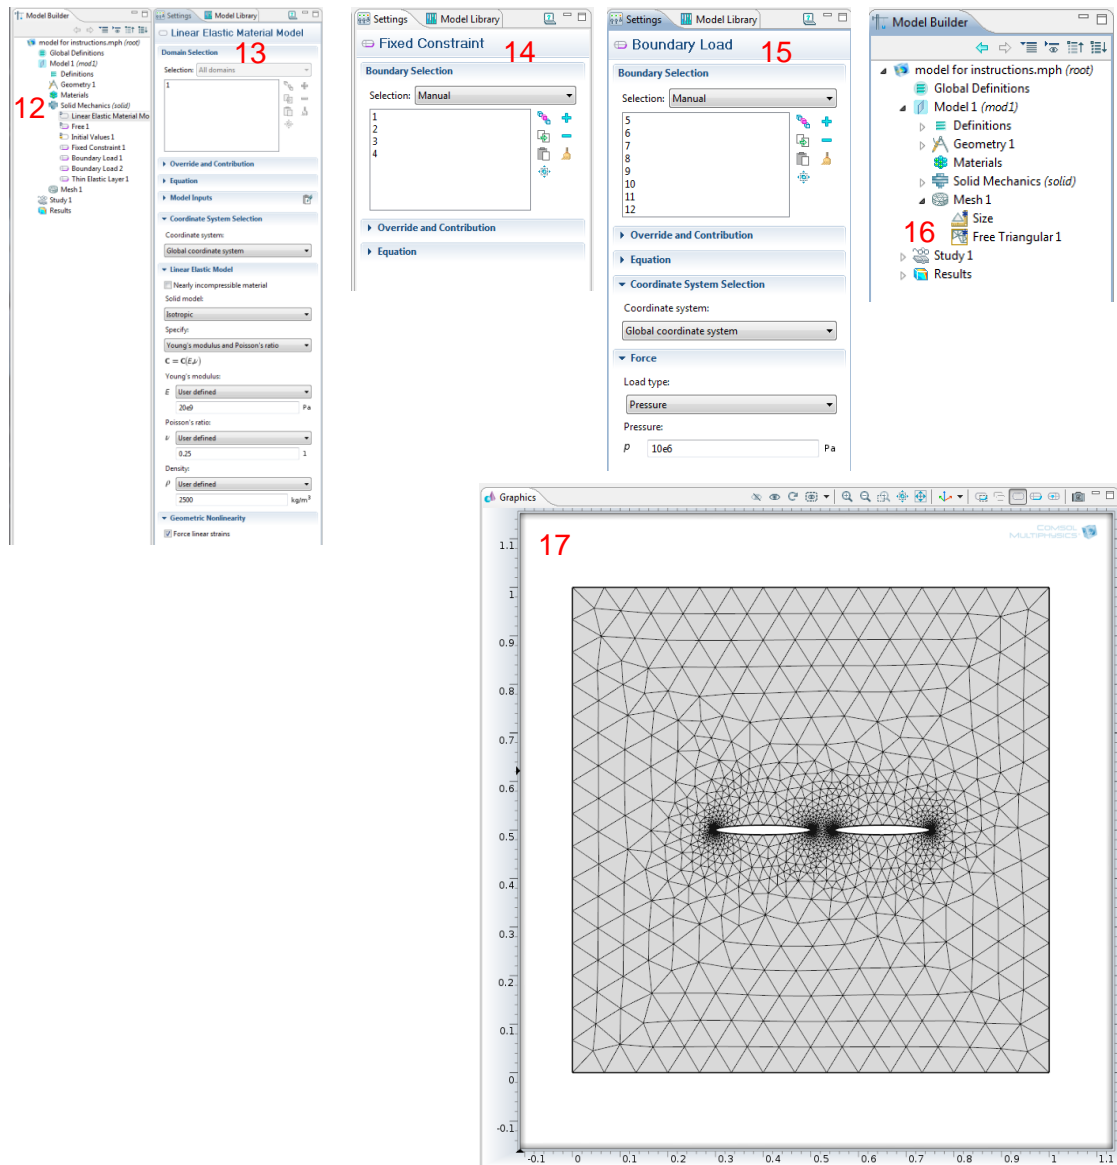 Model Builder
model for instructions.mph (root)
Global Definitions
Model 1 (mod1)
Definitions
Geometry 1
Materials
12
Solid Mechanics (solid)
Linear Elastic Material Mo
Free 1
Initial Values 1
Fixed Constraint 1
Boundary Load 1
Boundary Load 2
Thin Elastic Layer 1
Mesh 1
Study 1
Results
Settings
Model Library
Linear Elastic Material Model
13
Domain Selection
Selection: All domains
1
Override and Contribution
Equation
Model Inputs
Coordinate System Selection
Coordinate system:
Global coordinate system
Linear Elastic Model
Nearly incompressible material
Solid model:
Isotropic
Specify:
Young's modulus and Poisson's ratio
C = C(E,ν)
Young's modulus:
E User defined
20e9 Pa
Poisson's ratio:
ν User defined
0.25 1
Density:
ρ User defined
2500 kg/m³
Geometric Nonlinearity
Force linear strains
Settings Model Library
Fixed Constraint
14
Boundary Selection
Selection: Manual
1
2
3
4
Override and Contribution
Equation
Settings Model Library
Boundary Load
15
Boundary Selection
Selection: Manual
5
6
7
8
9
10
11
12
Override and Contribution
Equation
Coordinate System Selection
Coordinate system:
Global coordinate system
Force
Load type:
Pressure
Pressure:
p 10e6 Pa
Model Builder
model for instructions.mph (root)
Global Definitions
Model 1 (mod1)
Definitions
Geometry 1
Materials
Solid Mechanics (solid)
Mesh 1
Size
16
Free Triangular 1
Study 1
Results
Graphics
17
COMSOL
MULTIPHYSICS
1.1
1
0.9
0.8
0.7
0.6
0.5
0.4
0.3
0.2
0.1
0
-0.1
-0.1 0 0.1 0.2 0.3 0.4 0.5 0.6 0.7 0.8 0.9 1 1.1